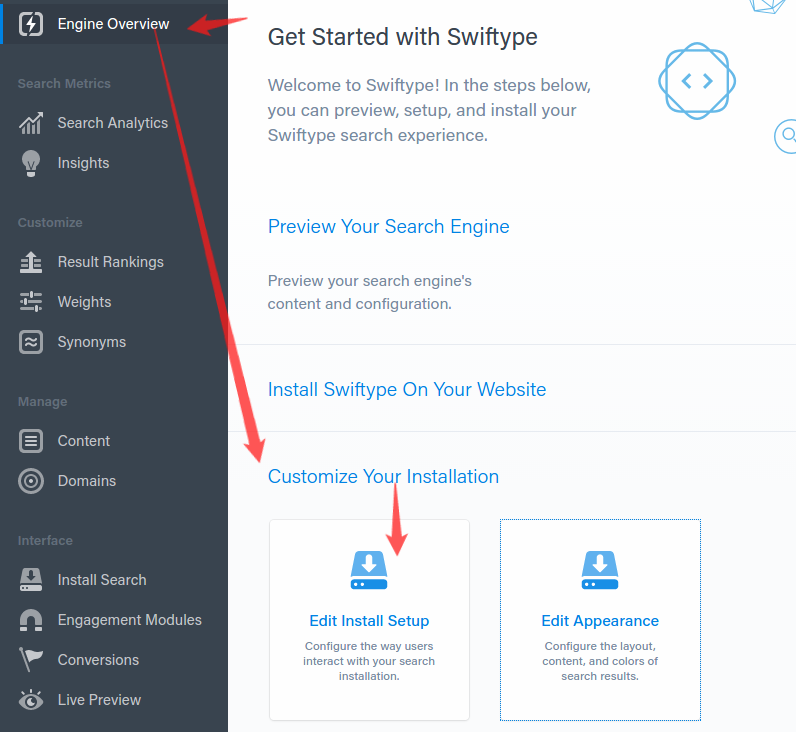 Engine Overview
Search Metrics
Search Analytics
Insights
Customize
Result Rankings
Weights
Synonyms
Manage
Content
Domains
Interface
Install Search
Engagement Modules
Conversions
Live Preview
Get Started with Swiftype
Welcome to Swiftype! In the steps below,
you can preview, setup, and install your
Swiftype search experience.
Preview Your Search Engine
Preview your search engine's
content and configuration.
Install Swiftype On Your Website
Customize Your Installation
Edit Install Setup
Configure the way users
interact with your search
installation.
Edit Appearance
Configure the layout,
content, and colors of
search results.